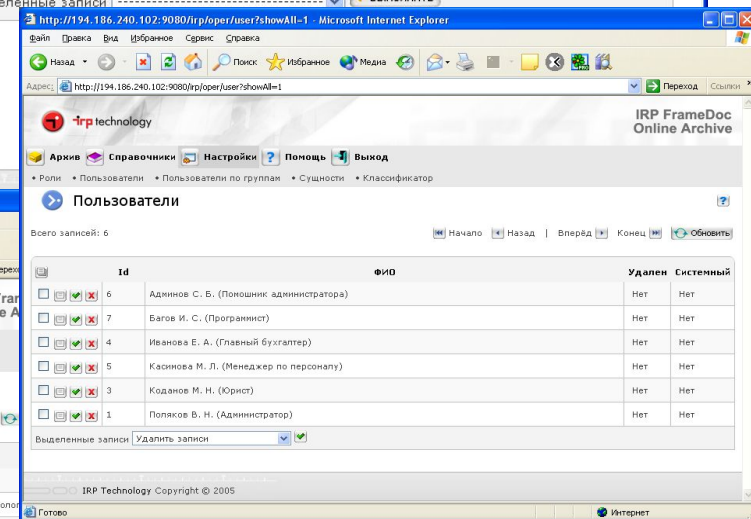 еленные записи
http://194.186.240.102:9080/irp/oper/user?showAll=1 - Microsoft Internet Explorer
Файл Правка Вид Избранное Сервис Справка
Назад Поиск Избранное Медиа
Адрес: http://194.186.240.102:9080/irp/oper/user?showAll=1 Переход Ссылки »
irp technology
IRP FrameDoc
Online Archive
Архив Справочники Настройки Помощь Выход
• Роли • Пользователи • Пользователи по группам • Сущности • Классификатор
Пользователи
Всего записей: 6 Начало Назад | Вперёд Конец Обновить
Id ФИО Удален Системный
6 Админов С. Б. (Помошник администратора) Нет Нет
7 Багов И. С. (Программист) Нет Нет
4 Иванова Е. А. (Главный бухгалтер) Нет Нет
5 Касимова М. Л. (Менеджер по персоналу) Нет Нет
3 Коданов М. Н. (Юрист) Нет Нет
1 Поляков В. Н. (Администратор) Нет Нет
Выделенные записи Удалить записи
IRP Technology Copyright © 2005
Готово Интернет